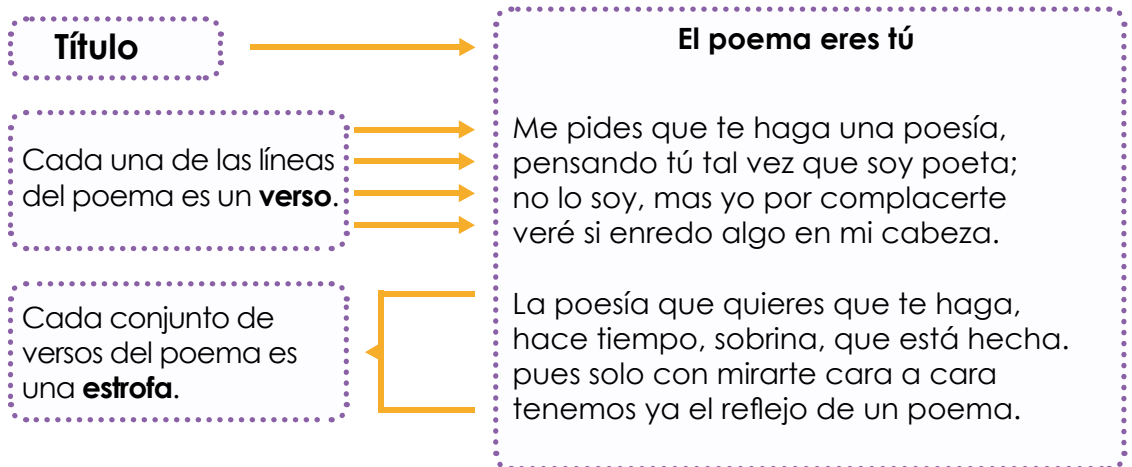 Título
El poema eres tú
Cada una de las líneas
del poema es un verso.
Me pides que te haga una poesía,
pensando tú tal vez que soy poeta;
no lo soy, mas yo por complacerte
veré si enredo algo en mi cabeza.
Cada conjunto de
versos del poema es
una estrofa.
La poesía que quieres que te haga,
hace tiempo, sobrina, que está hecha.
pues solo con mirarte cara a cara
tenemos ya el reflejo de un poema.